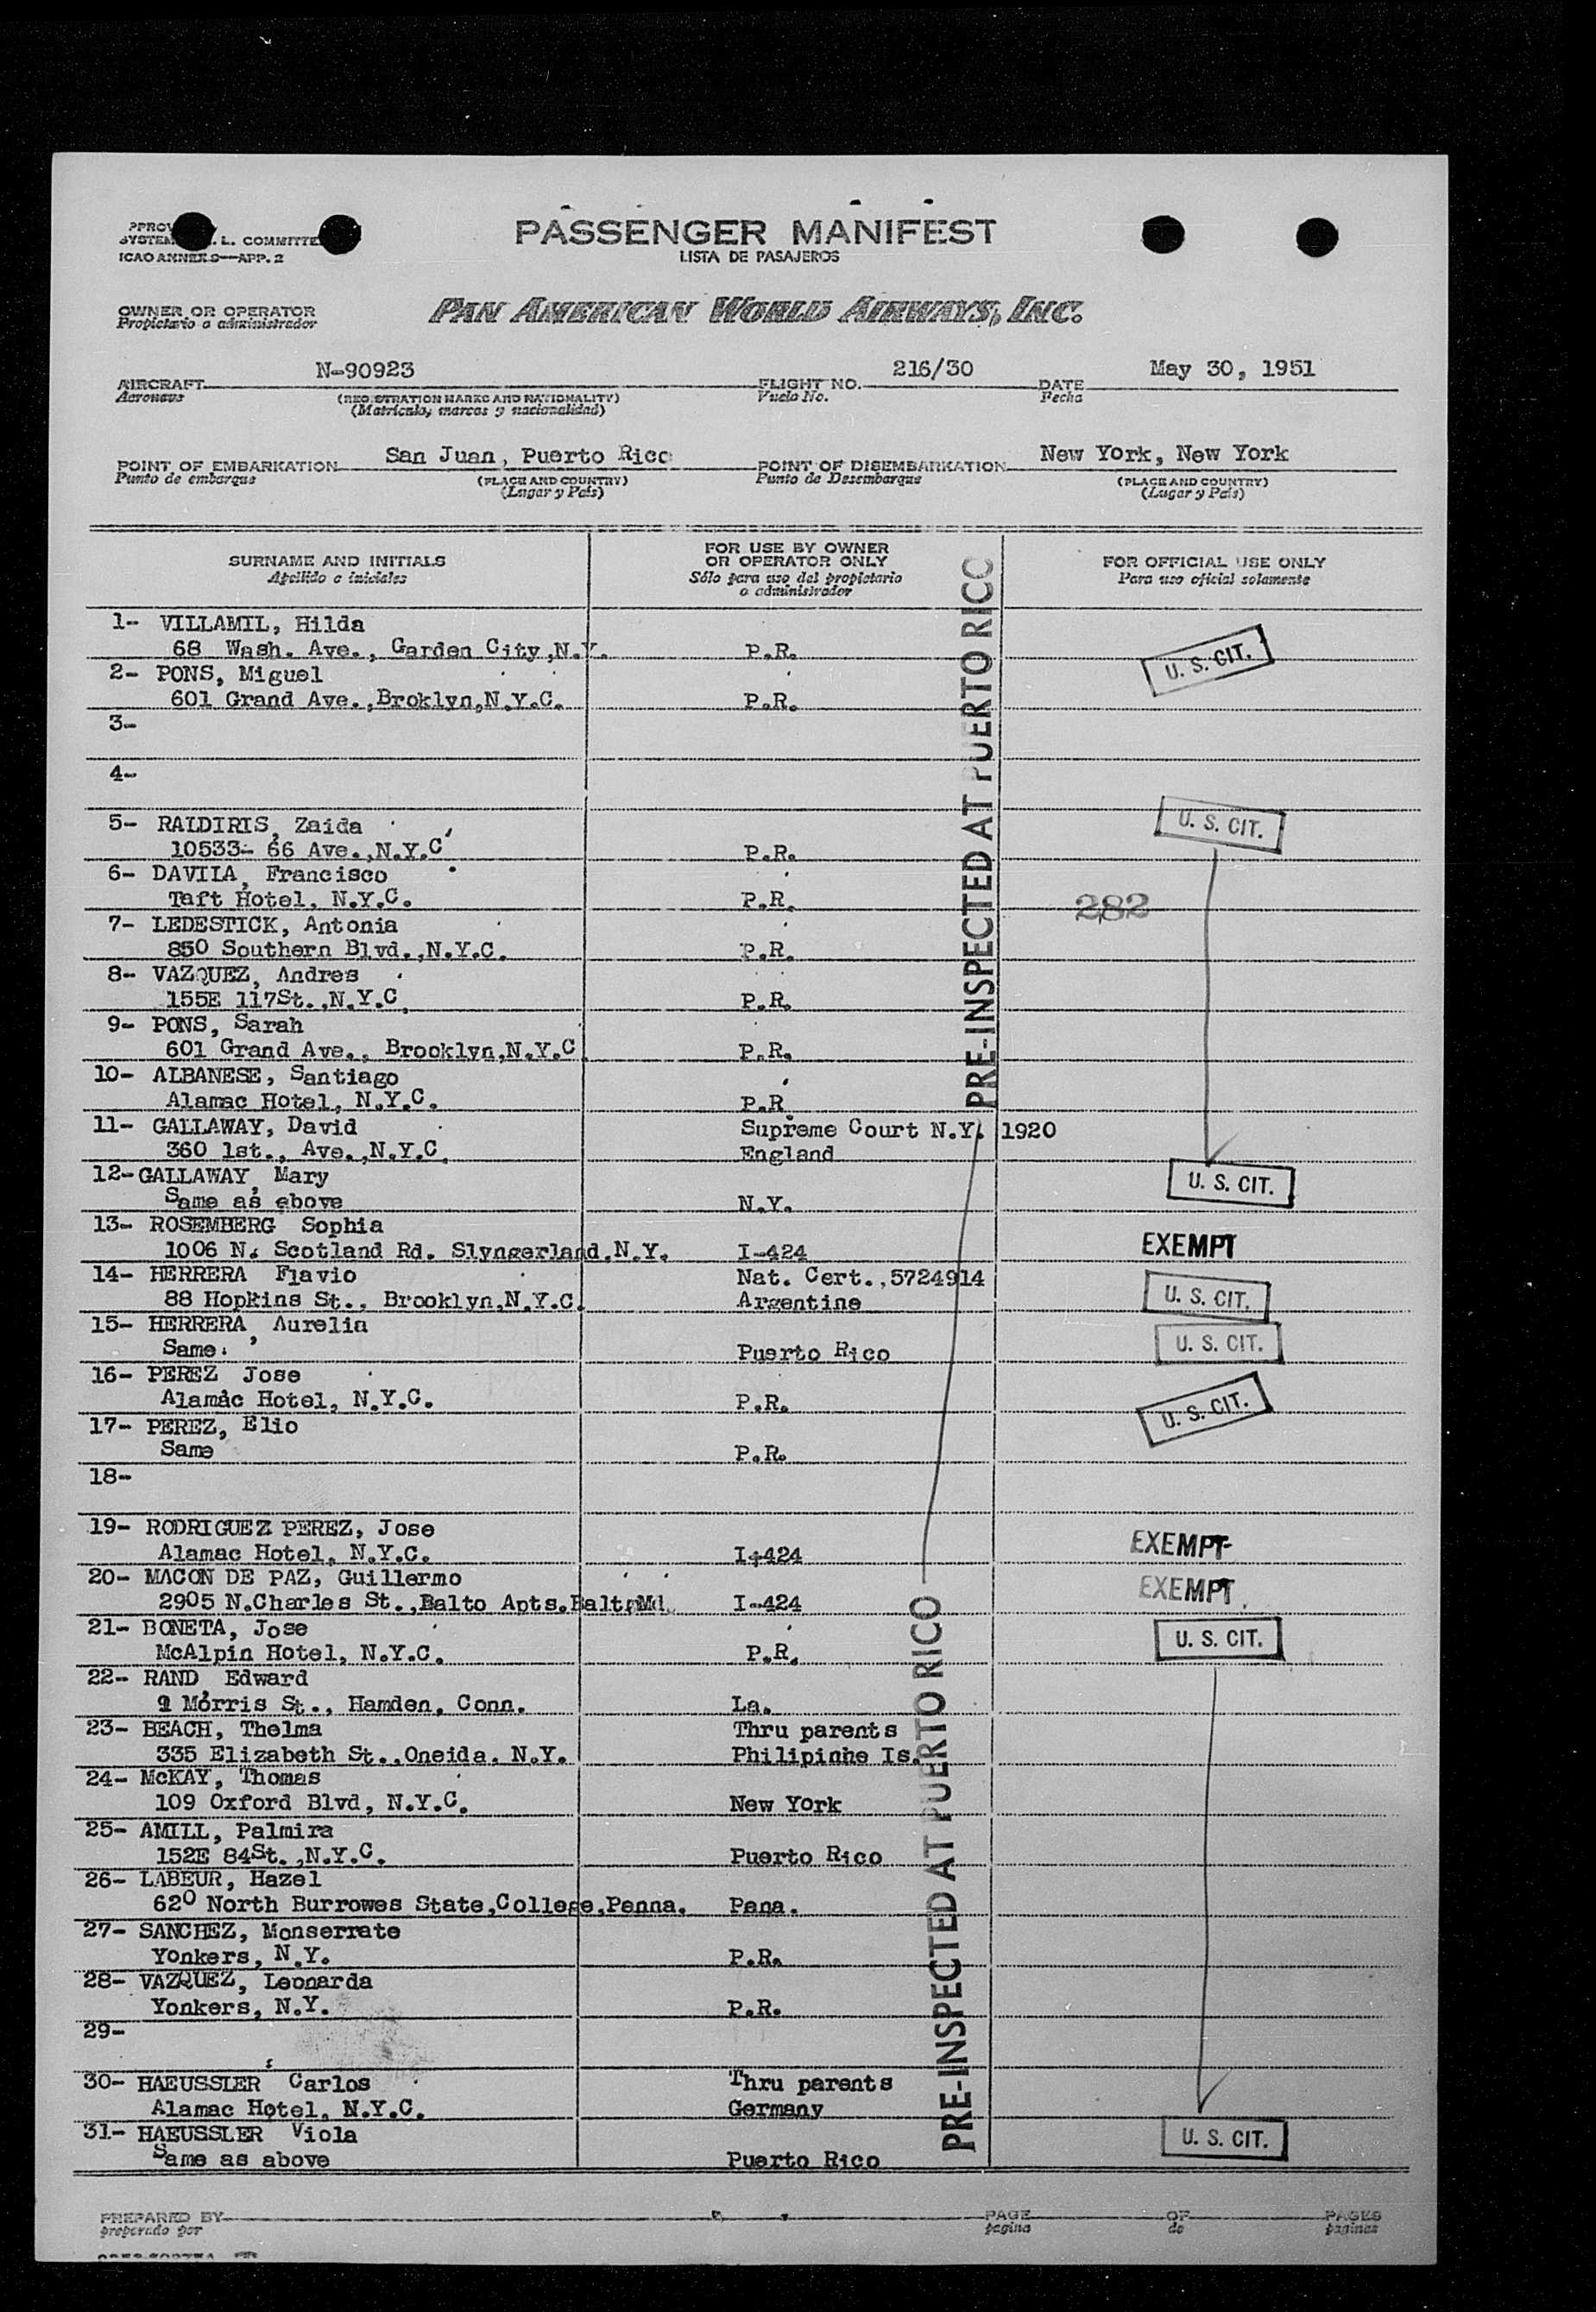 SYSTEM L. COMMITTEE
ICAO ANNEX 9—APP. 2
PASSENGER MANIFEST
LISTA DE PASAJEROS
OWNER OR OPERATOR
Propietario o administrador
PAN AMERICAN WORLD AIRWAYS, INC.
AIRCRAFT N-90923 FLIGHT NO. 216/30 DATE May 30, 1951
Aeronave (REGISTRATION MARKS AND NATIONALITY) Vuelo No. Fecha
(Matrícula, marcas y nacionalidad)
POINT OF EMBARKATION San Juan, Puerto Rico POINT OF DISEMBARKATION New York, New York
Punto de embarque (PLACE AND COUNTRY) Punto de Desembarque (PLACE AND COUNTRY)
(Lugar y País) (Lugar y País)
SURNAME AND INITIALS
Apellido e iniciales
FOR USE BY OWNER
OR OPERATOR ONLY
Sólo para uso del propietario
o administrador
FOR OFFICIAL USE ONLY
Para uso oficial solamente
PRE-INSPECTED AT PUERTO RICO
1- VILLAMIL, Hilda
68 Wash. Ave., Garden City,N.Y. P.R. U. S. CIT.
2- PONS, Miguel
601 Grand Ave.,Broklyn,N.Y.C. P.R.
3-
4-
5- RALDIRIS, Zaida U. S. CIT.
10533- 66 Ave.,N.Y.C P.R.
6- DAVILA, Francisco
Taft Hotel, N.Y.C. P.R. 282
7- LEDESTICK, Antonia
850 Southern Blvd.,N.Y.C. P.R.
8- VAZQUEZ, Andres
155E 117St.,N.Y.C. P.R.
9- PONS, Sarah
601 Grand Ave., Brooklyn,N.Y.C. P.R.
10- ALBANESE, Santiago
Alamac Hotel, N.Y.C. P.R.
11- GALLAWAY, David Supreme Court N.Y. 1920
360 1st., Ave.,N.Y.C. England
12-GALLAWAY, Mary U. S. CIT.
Same as above N.Y.
13- ROSEMBERG Sophia
1006 N. Scotland Rd. Slyngerland,N.Y. I-424 EXEMPT
14- HERRERA Flavio Nat. Cert.,5724914
88 Hopkins St., Brooklyn,N.Y.C. Argentine U. S. CIT.
15- HERRERA, Aurelia
Same. Puerto Rico U. S. CIT.
16- PEREZ Jose
Alamac Hotel, N.Y.C. P.R. U. S. CIT.
17- PEREZ, Elio
Same P.R.
18-
19- RODRIGUEZ PEREZ, Jose
Alamac Hotel, N.Y.C. I-424 EXEMPT
20- MACON DE PAZ, Guillermo
2905 N.Charles St.,Balto Apts.Balt,Md. I-424 EXEMPT
PRE-INSPECTED AT PUERTO RICO
21- BONETA, Jose
McAlpin Hotel, N.Y.C. P.R. U. S. CIT.
22- RAND, Edward
Morris St., Hamden, Conn. La.
23- BEACH, Thelma Thru parents
335 Elizabeth St.,Oneida, N.Y. Philipinhe Is.
24- McKAY, Thomas
109 Oxford Blvd, N.Y.C. New York
25- AMILL, Palmira
152E 84St.,N.Y.C. Puerto Rico
26- LABEUR, Hazel
620 North Burrowes State,College,Penna. Pena.
27- SANCHEZ, Monserrate
Yonkers, N.Y. P.R.
28- VAZQUEZ, Leonarda
Yonkers, N.Y. P.R.
29-
30- HAEUSSLER Carlos Thru parents
Alamac Hotel, N.Y.C. Germany
31- HAEUSSLER Viola U. S. CIT.
Same as above Puerto Rico
PREPARED BY PAGE OF PAGES
preparado por pagina de paginas